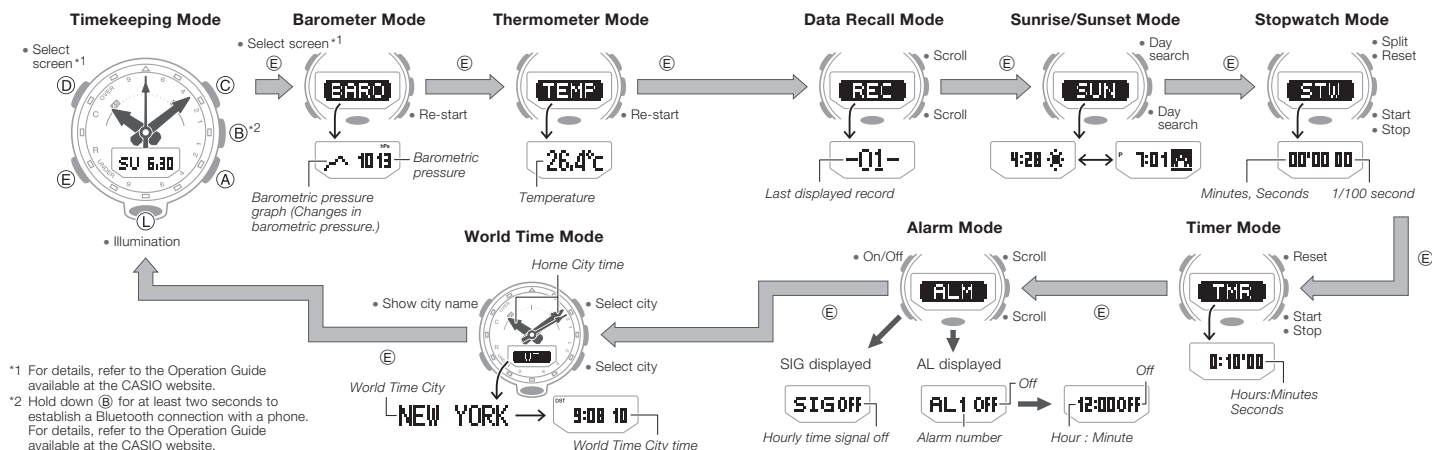 Timekeeping Mode
• Select screen *1
Ⓓ
Ⓒ
Ⓑ *2
Ⓐ
Ⓔ
Ⓛ
OVER
UNDER
C
R
SU 6:30
• Illumination
Ⓔ
Barometer Mode
• Select screen *1
BARO
• Re-start
hPa
1013
Barometric pressure
Barometric pressure
graph (Changes in
barometric pressure.)
Ⓔ
Thermometer Mode
TEMP
• Re-start
26.4°c
Temperature
Ⓔ
Data Recall Mode
REC
• Scroll
• Scroll
-01-
Last displayed record
Ⓔ
Sunrise/Sunset Mode
• Day search
SUN
• Day search
4:28
P 7:01
Ⓔ
Stopwatch Mode
• Split
• Reset
STW
• Start
• Stop
00'00 00
Minutes, Seconds
1/100 second
Ⓔ
Timer Mode
• Reset
TMR
• Start
• Stop
0:10'00
Hours:Minutes
Seconds
Ⓔ
Alarm Mode
• On/Off
• Scroll
ALM
• Scroll
SIG displayed
AL displayed
SIG OFF
Hourly time signal off
AL1 OFF
Off
Alarm number
12:00OFF
Off
Hour : Minute
Ⓔ
World Time Mode
Home City time
• Show city name
• Select city
• Select city
World Time City
NEW YORK
DST
9:08 10
World Time City time
Ⓔ
*1 For details, refer to the Operation Guide
available at the CASIO website.
*2 Hold down Ⓑ for at least two seconds to
establish a Bluetooth connection with a phone.
For details, refer to the Operation Guide
available at the CASIO website.